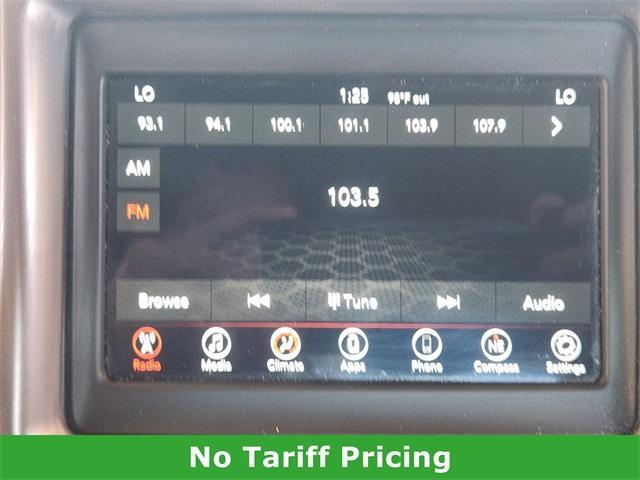 LO 1:25 98°F out LO
93.1 94.1 100.1 101.1 103.9 107.9
AM
103.5
FM
Browse Tune Audio
Radio Media Climate Apps Phone Compass Settings
NE
No Tariff Pricing